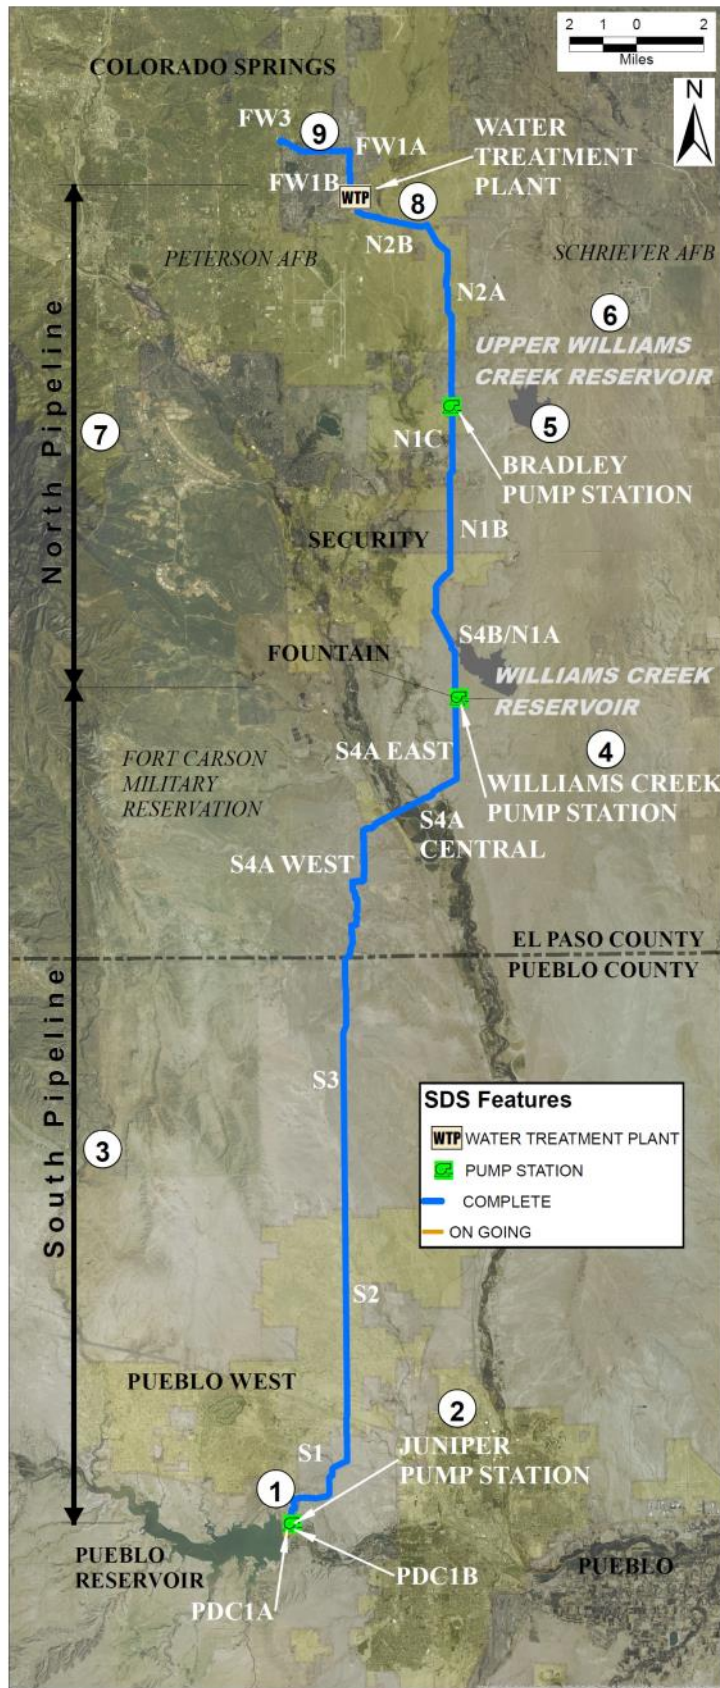 2 1 0 2
Miles
N
COLORADO SPRINGS
FW3
9
FW1A
WATER
TREATMENT
PLANT
FW1B
WTP
8
N2B
PETERSON AFB
SCHRIEVER AFB
N2A
6
UPPER WILLIAMS
CREEK RESERVOIR
North Pipeline
7
5
N1C
BRADLEY
PUMP STATION
N1B
SECURITY
S4B/N1A
FOUNTAIN
WILLIAMS CREEK
RESERVOIR
4
S4A EAST
FORT CARSON
MILITARY
RESERVATION
WILLIAMS CREEK
PUMP STATION
S4A
CENTRAL
S4A WEST
EL PASO COUNTY
PUEBLO COUNTY
South Pipeline
3
S3
SDS Features
WTP WATER TREATMENT PLANT
PUMP STATION
COMPLETE
ON GOING
S2
PUEBLO WEST
2
JUNIPER
PUMP STATION
S1
1
PUEBLO
RESERVOIR
PDC1B
PUEBLO
PDC1A